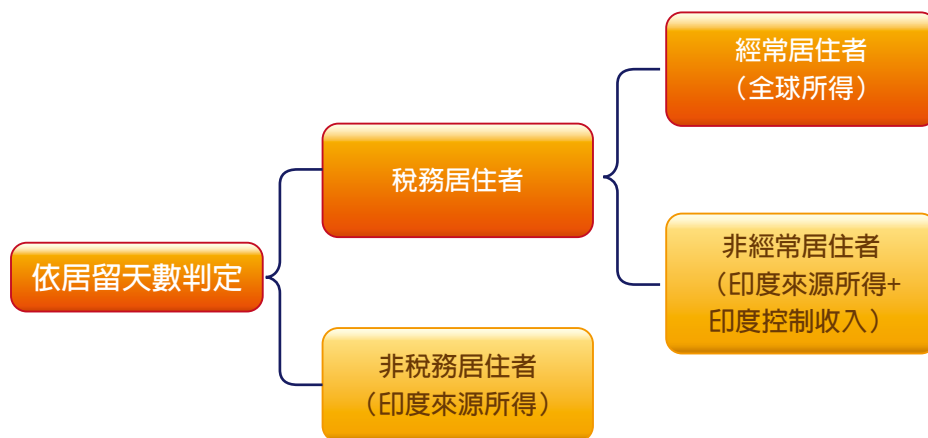 依居留天數判定
稅務居住者
非稅務居住者
（印度來源所得）
經常居住者
（全球所得）
非經常居住者
（印度來源所得+
印度控制收入）